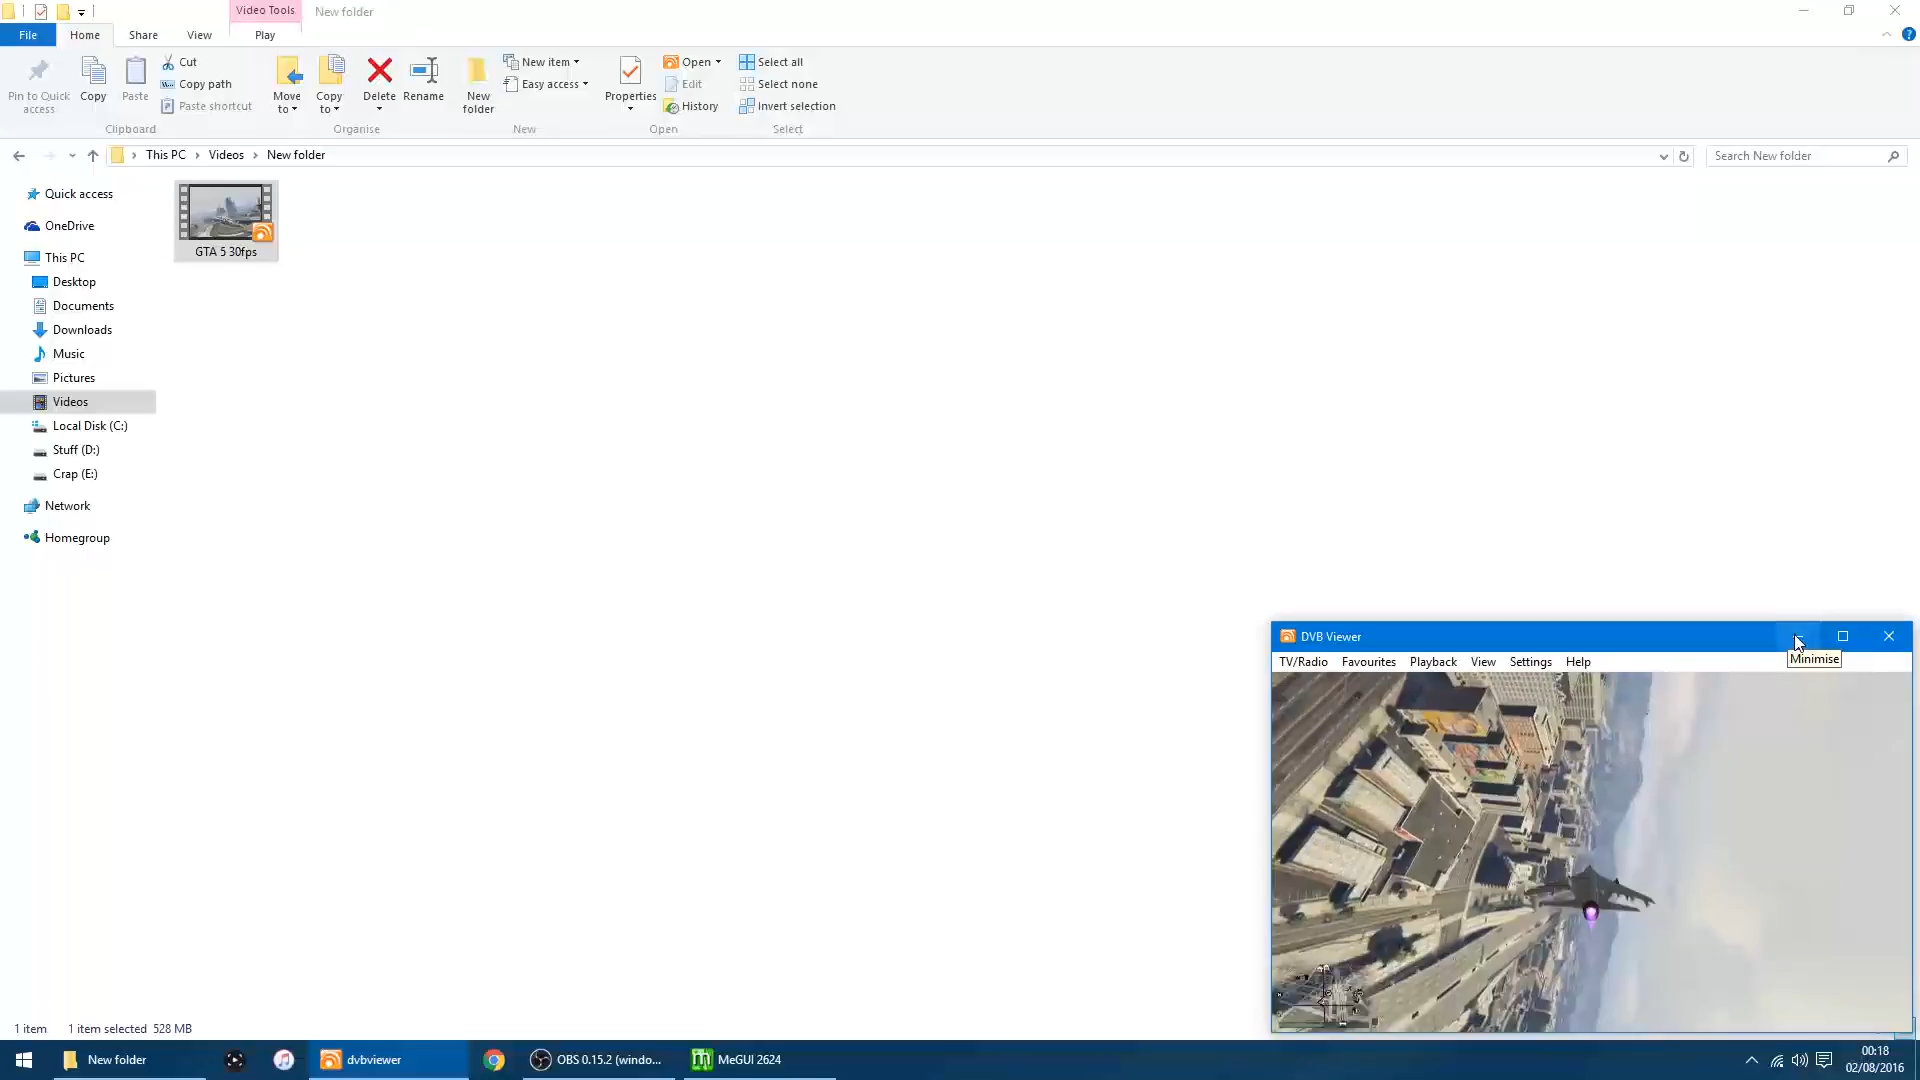 Video Tools
New folder
File
Home
Share
View
Play
Pin to Quick access
Copy
Paste
Cut
Copy path
Paste shortcut
Move to
Copy to
Delete
Rename
New folder
New item
Easy access
Properties
Open
Edit
History
Select all
Select none
Invert selection
Clipboard
Organise
New
Open
Select
This PC
Videos
New folder
Search New folder
Quick access
OneDrive
This PC
Desktop
Documents
Downloads
Music
Pictures
Videos
Local Disk (C:)
Stuff (D:)
Crap (E:)
Network
Homegroup
GTA 5 30fps
DVB Viewer
Minimise
TV/Radio
Favourites
Playback
View
Settings
Help
1 item
1 item selected 528 MB
New folder
dvbviewer
OBS 0.15.2 (windo...
MeGUI 2624
00:18
02/08/2016